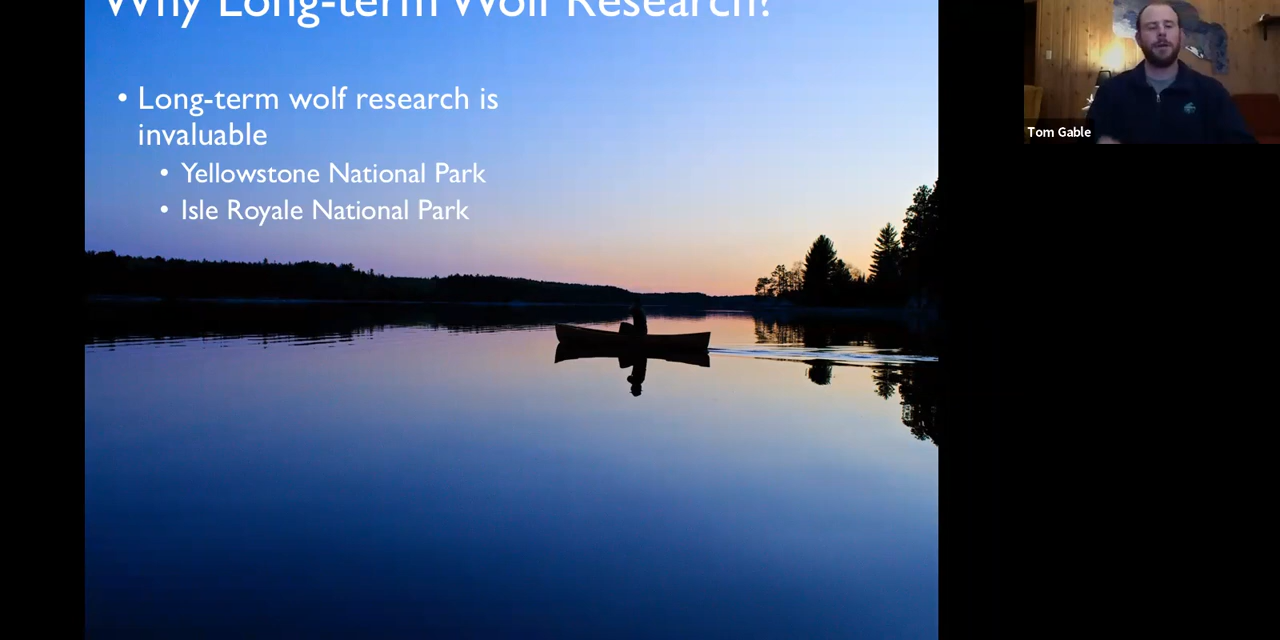 Why Long-term Wolf Research?
• Long-term wolf research is
invaluable
• Yellowstone National Park
• Isle Royale National Park
Tom Gable